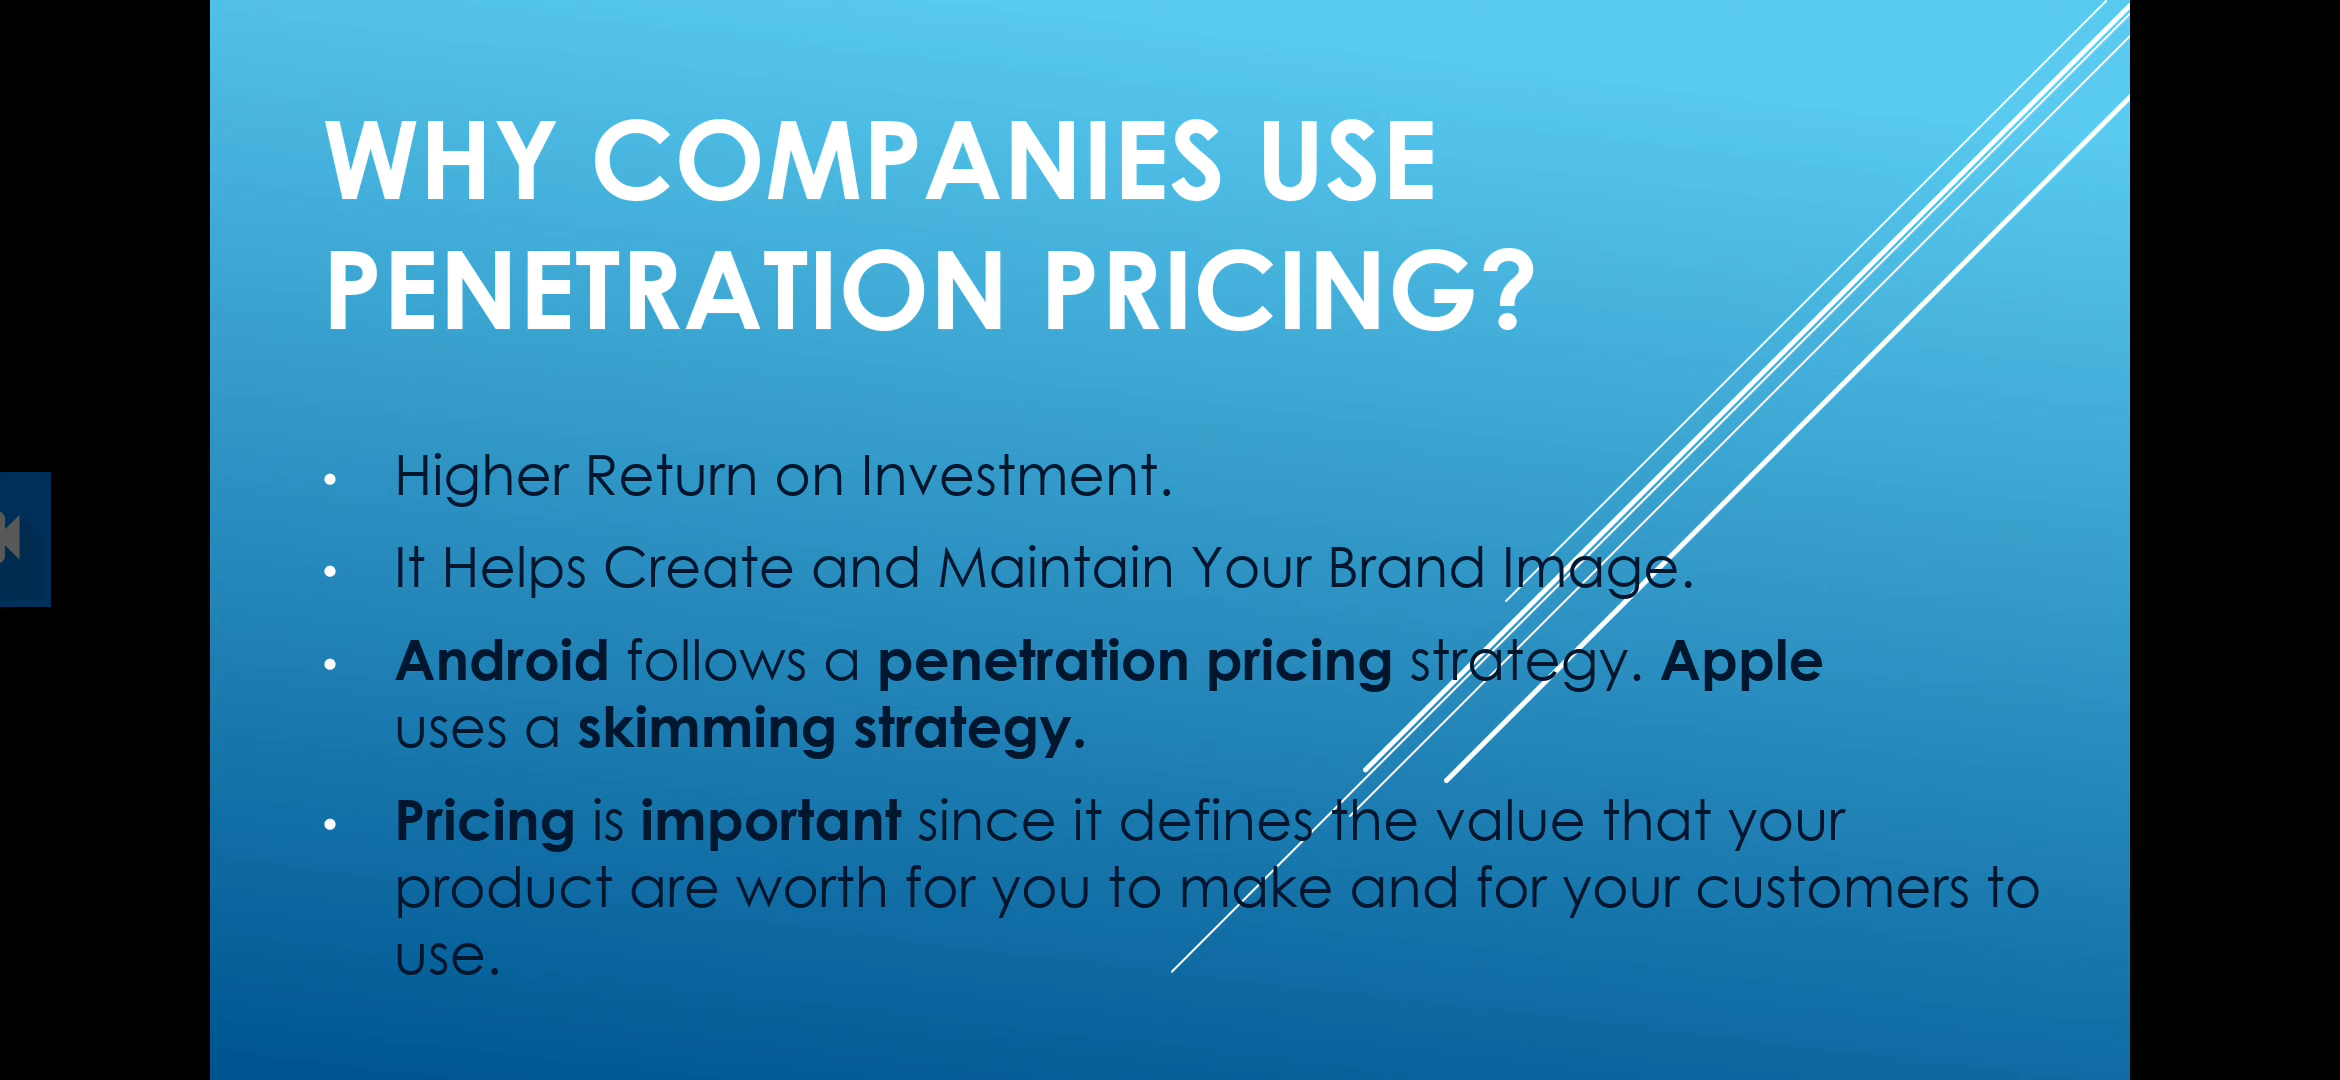 WHY COMPANIES USE
PENETRATION PRICING?
• Higher Return on Investment.
• It Helps Create and Maintain Your Brand Image.
• Android follows a penetration pricing strategy. Apple
uses a skimming strategy.
• Pricing is important since it defines the value that your
product are worth for you to make and for your customers to
use.